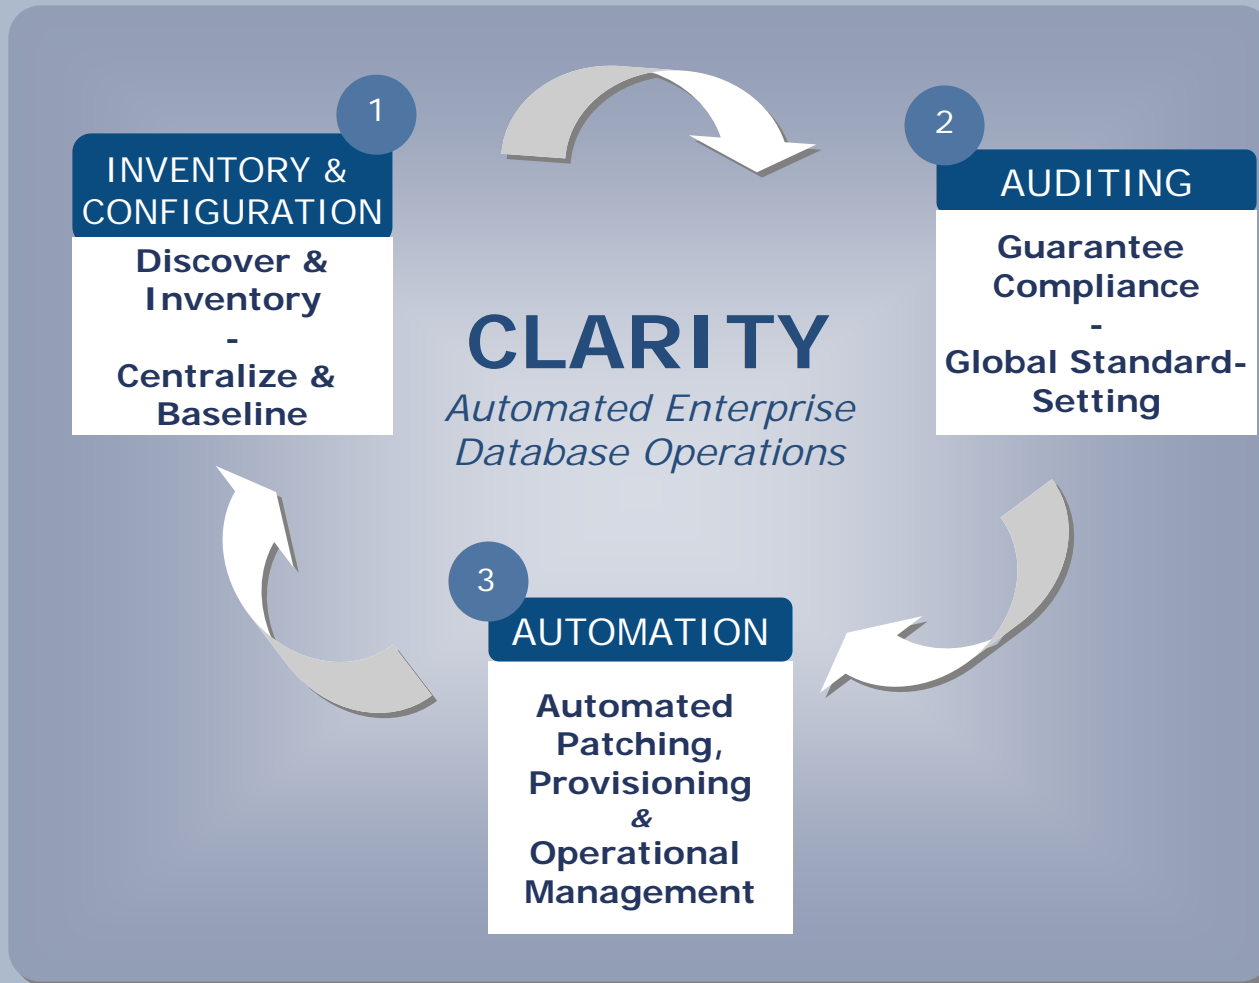 1
INVENTORY &
CONFIGURATION
Discover &
Inventory
-
Centralize &
Baseline
2
AUDITING
Guarantee
Compliance
-
Global Standard-
Setting
CLARITY
Automated Enterprise
Database Operations
3
AUTOMATION
Automated
Patching,
Provisioning
&
Operational
Management